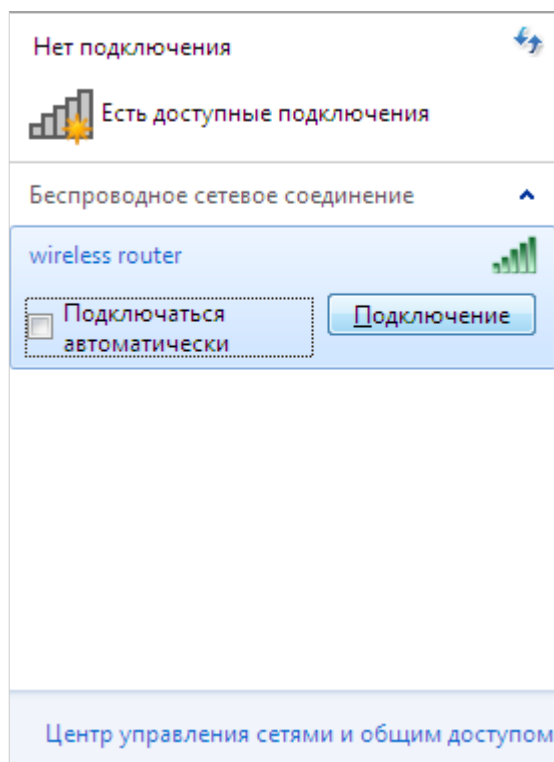 Нет подключения
Есть доступные подключения
Беспроводное сетевое соединение
wireless router
Подключаться
автоматически
Подключение
Центр управления сетями и общим доступом